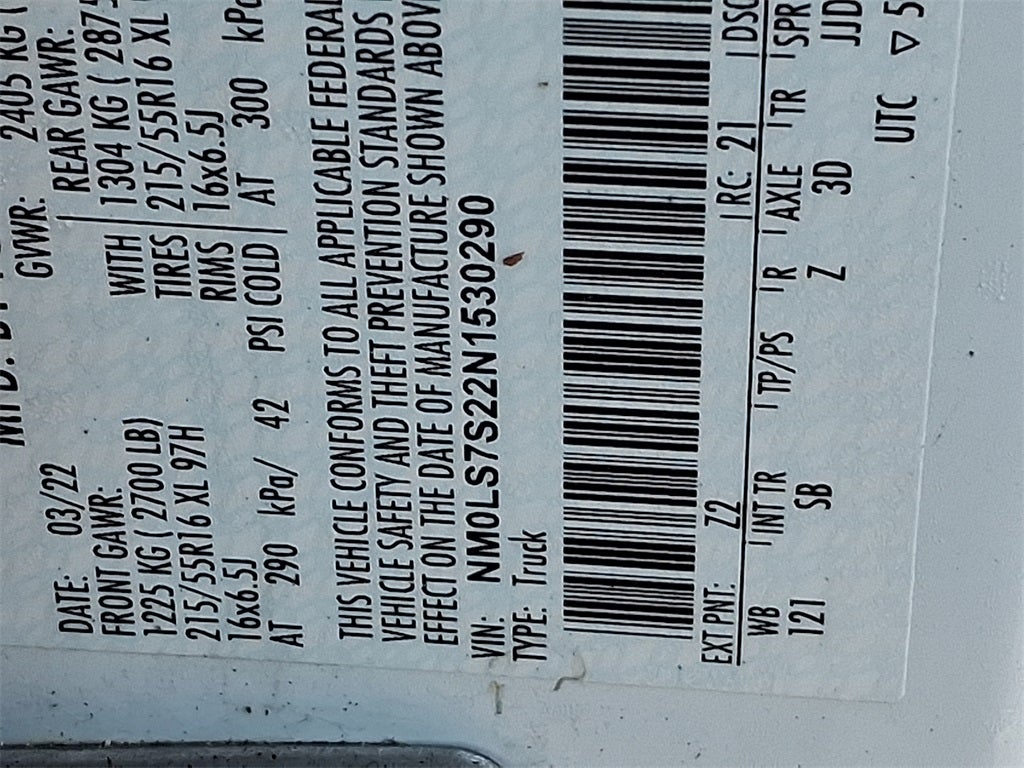 DATE: 03/22 GVWR: 2405 KG (
FRONT GAWR: REAR GAWR:
1225 KG ( 2700 LB) WITH 1304 KG ( 2875
215/55R16 XL 97H TIRES 215/55R16 XL
16x6.5J RIMS 16x6.5J
AT 290 kPa/ 42 PSI COLD AT 300
THIS VEHICLE CONFORMS TO ALL APPLICABLE FEDERAL
VEHICLE SAFETY AND THEFT PREVENTION STANDARDS
EFFECT ON THE DATE OF MANUFACTURE SHOWN ABOVE
VIN: NM0LS7S22N1530290
TYPE: Truck
EXT PNT: Z2 RC: 21 DSO
WB INT TR TP/PS R AXLE TR SPR
121 SB Z 3D JJD
UTC ▽ 5